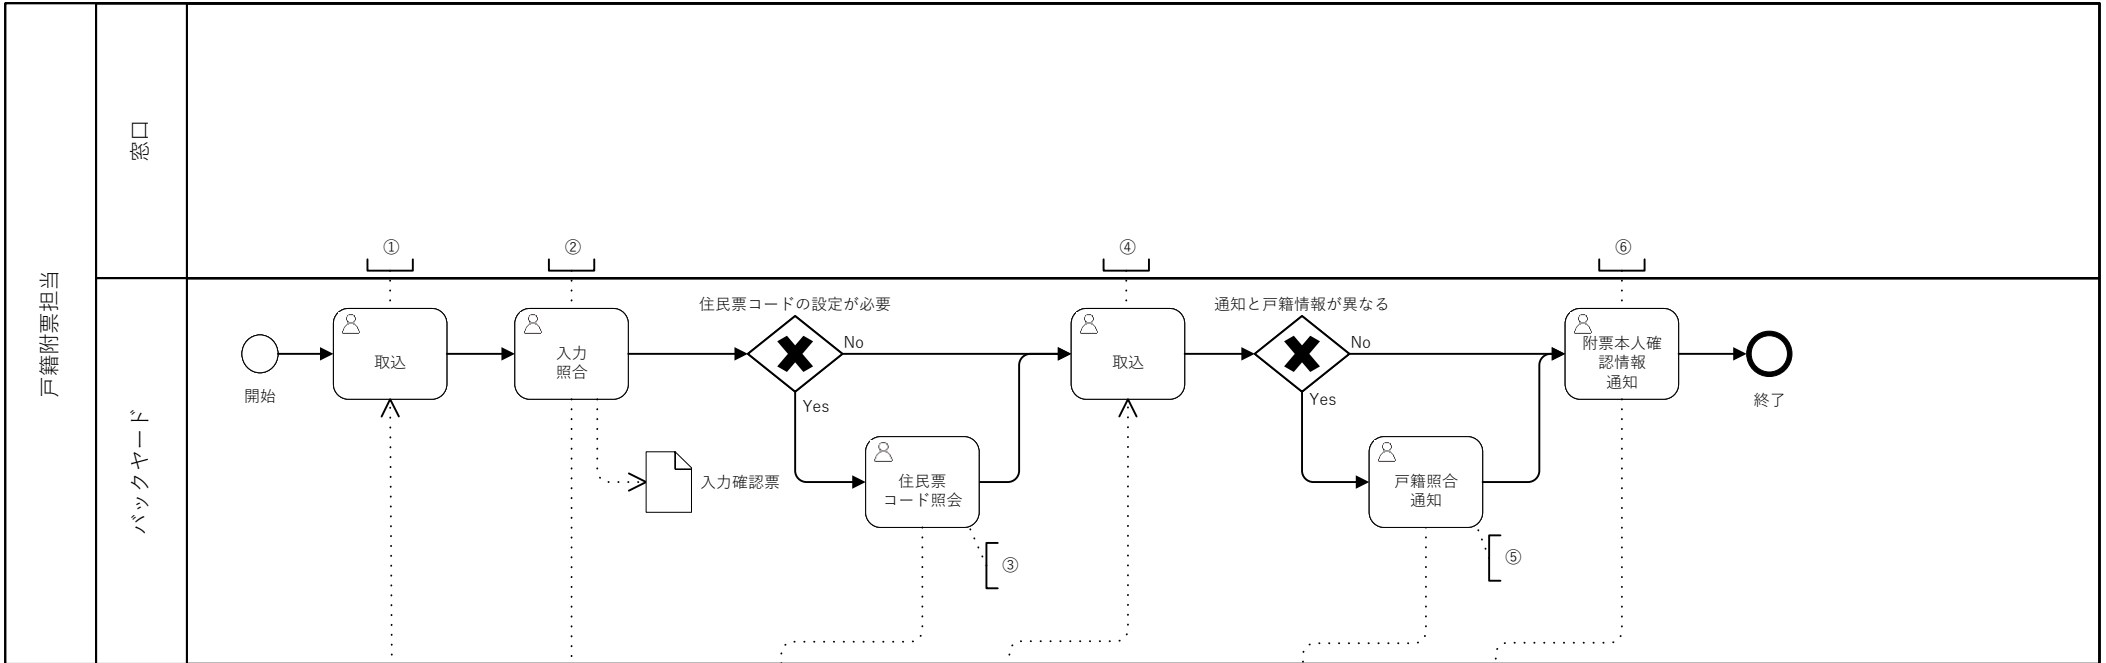 戸籍附票担当
窓口
バックヤード
①
②
④
⑥
住民票コードの設定が必要
通知と戸籍情報が異なる
開始
取込
入力
照合
No
Yes
取込
No
Yes
附票本人確
認情報
通知
終了
入力確認票
住民票
コード照会
③
戸籍照合
通知
⑤